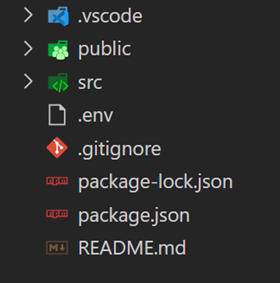 .vscode
public
src
.env
.gitignore
package-lock.json
package.json
README.md